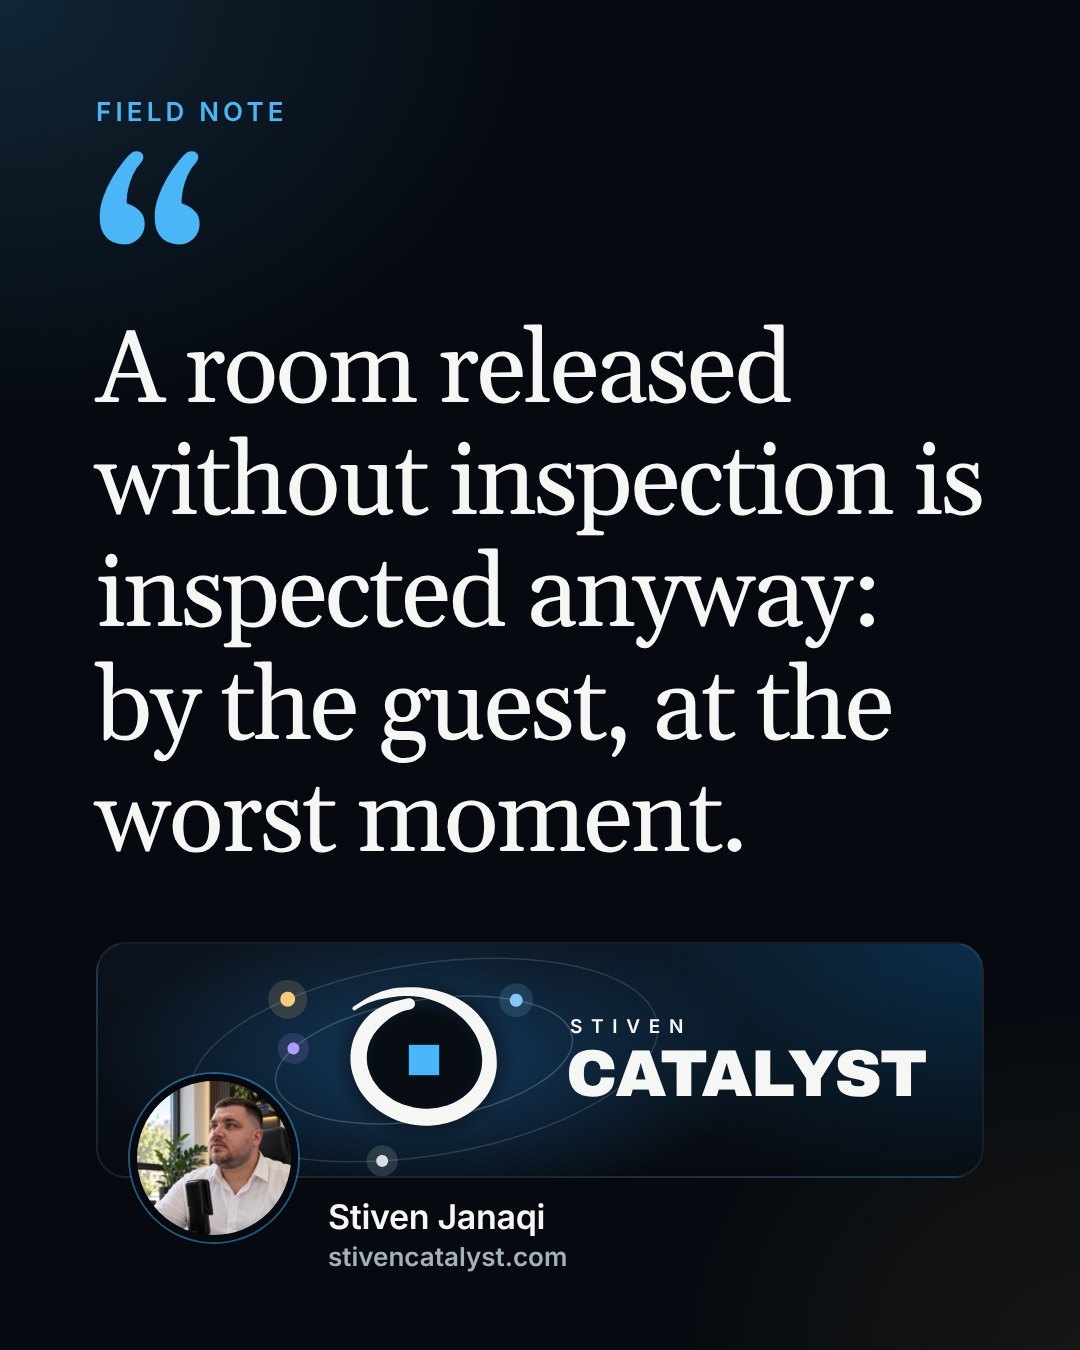 FIELD NOTE
“
A room released
without inspection is
inspected anyway:
by the guest, at the
worst moment.
STIVEN
CATALYST
Stiven Janaqi
stivencatalyst.com